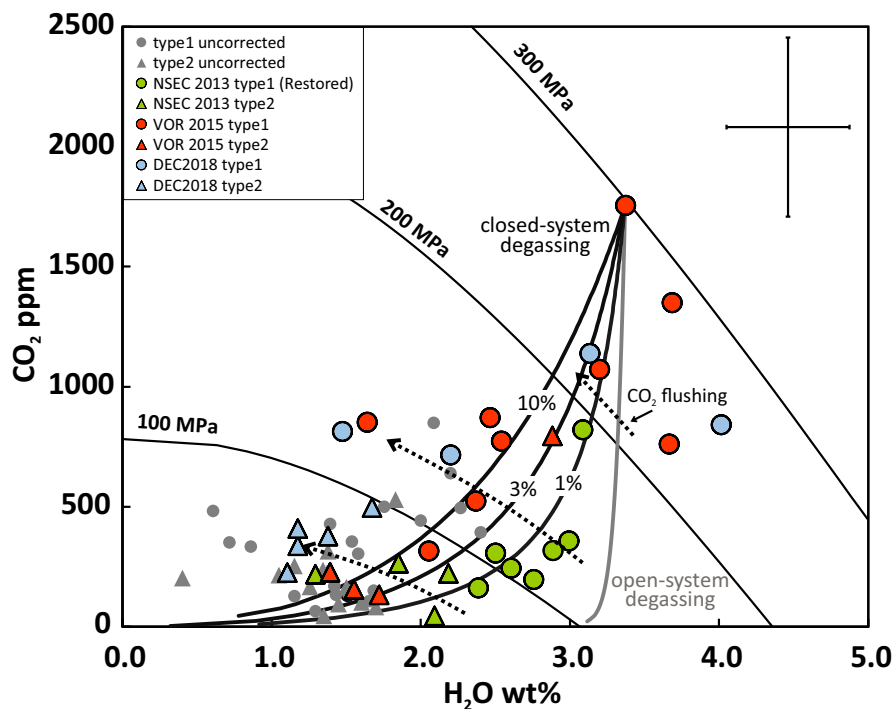 2500
2000
1500
1000
500
0
CO₂ ppm
type1 uncorrected
type2 uncorrected
NSEC 2013 type1 (Restored)
NSEC 2013 type2
VOR 2015 type1
VOR 2015 type2
DEC2018 type1
DEC2018 type2
300 MPa
200 MPa
100 MPa
closed-system
degassing
CO₂ flushing
10%
3%
1%
open-system
degassing
0.0 1.0 2.0 3.0 4.0 5.0
H₂O wt%